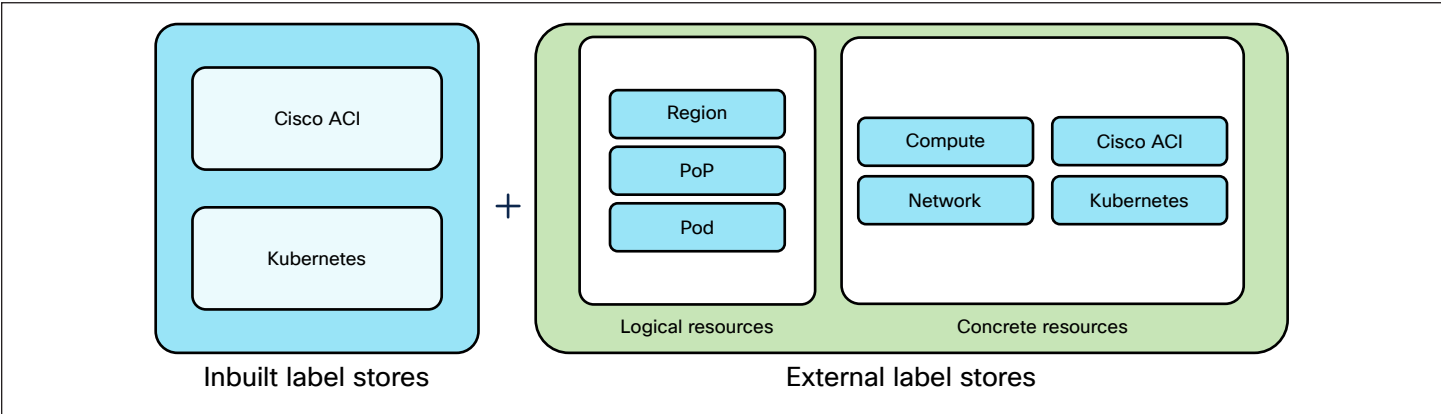 Cisco ACI
Kubernetes
Inbuilt label stores
+
Region
PoP
Pod
Logical resources
Compute
Cisco ACI
Network
Kubernetes
Concrete resources
External label stores